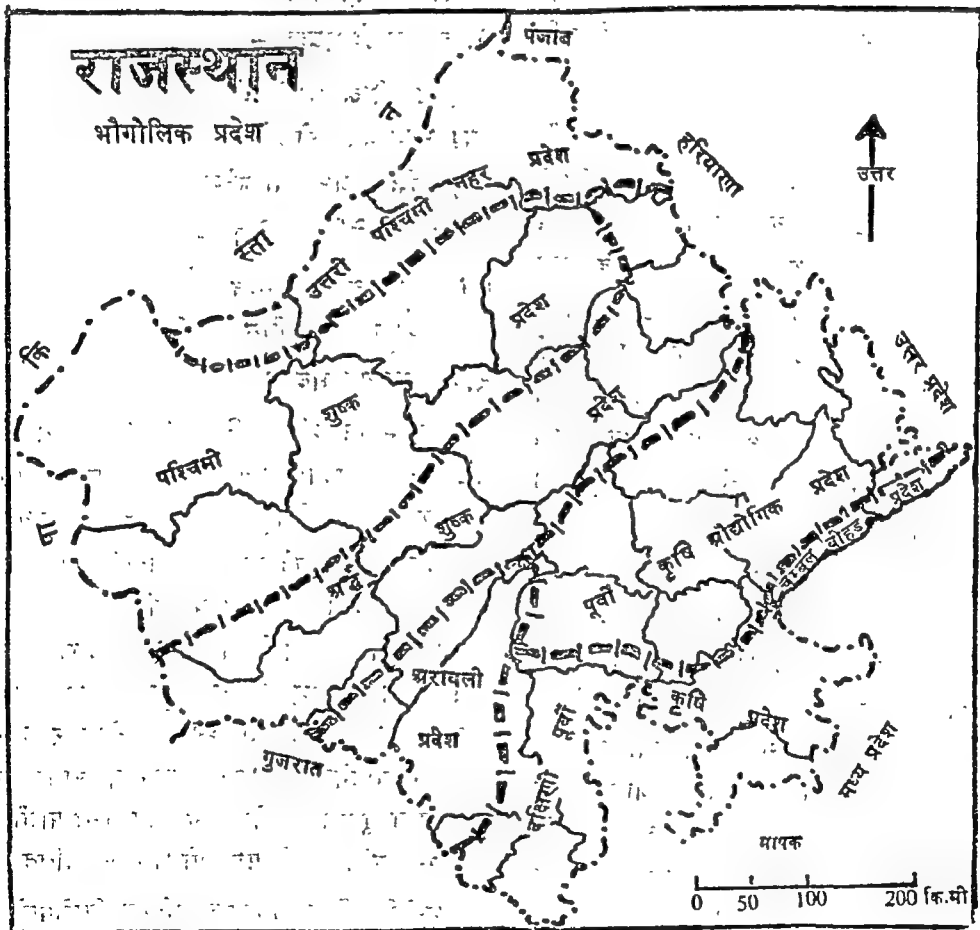 राजस्थान
भौगोलिक प्रदेश
पंजाब
हरियाणा
उत्तर
उत्तर प्रदेश
मध्य प्रदेश
गुजरात
पा कि स्ता न
उत्तरी पश्चिमी नहर प्रदेश
पश्चिमी शुष्क प्रदेश
अर्द्ध शुष्क प्रदेश
अरावली
प्रदेश
पूर्वी कृषि औद्योगिक प्रदेश
चम्बल बीहड़ प्रदेश
दक्षिणी पूर्वी कृषि प्रदेश
मापक
0 50 100 200 कि.मी